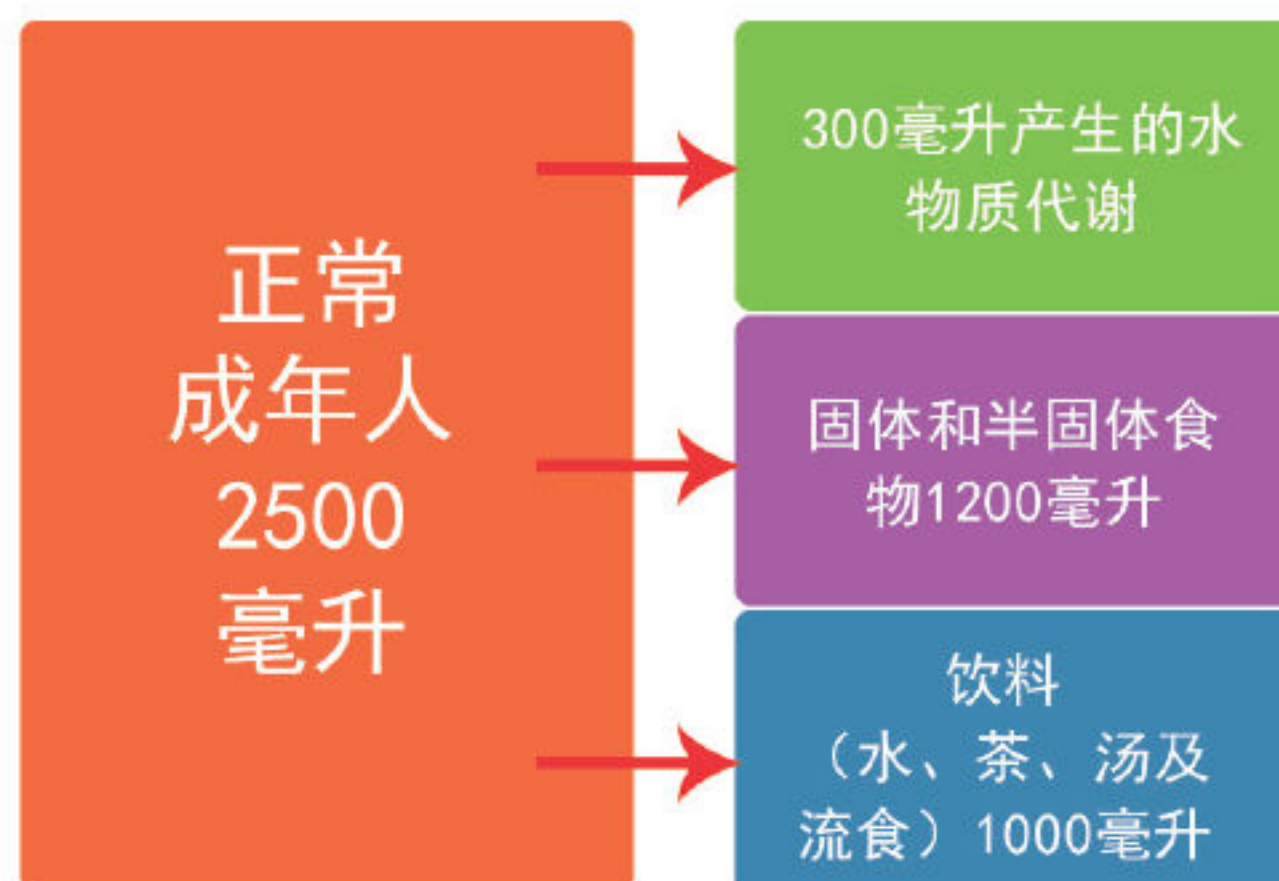 正常
成年人
2500
毫升
300毫升产生的水
物质代谢
固体和半固体食
物1200毫升
饮料
（水、茶、汤及
流食）1000毫升